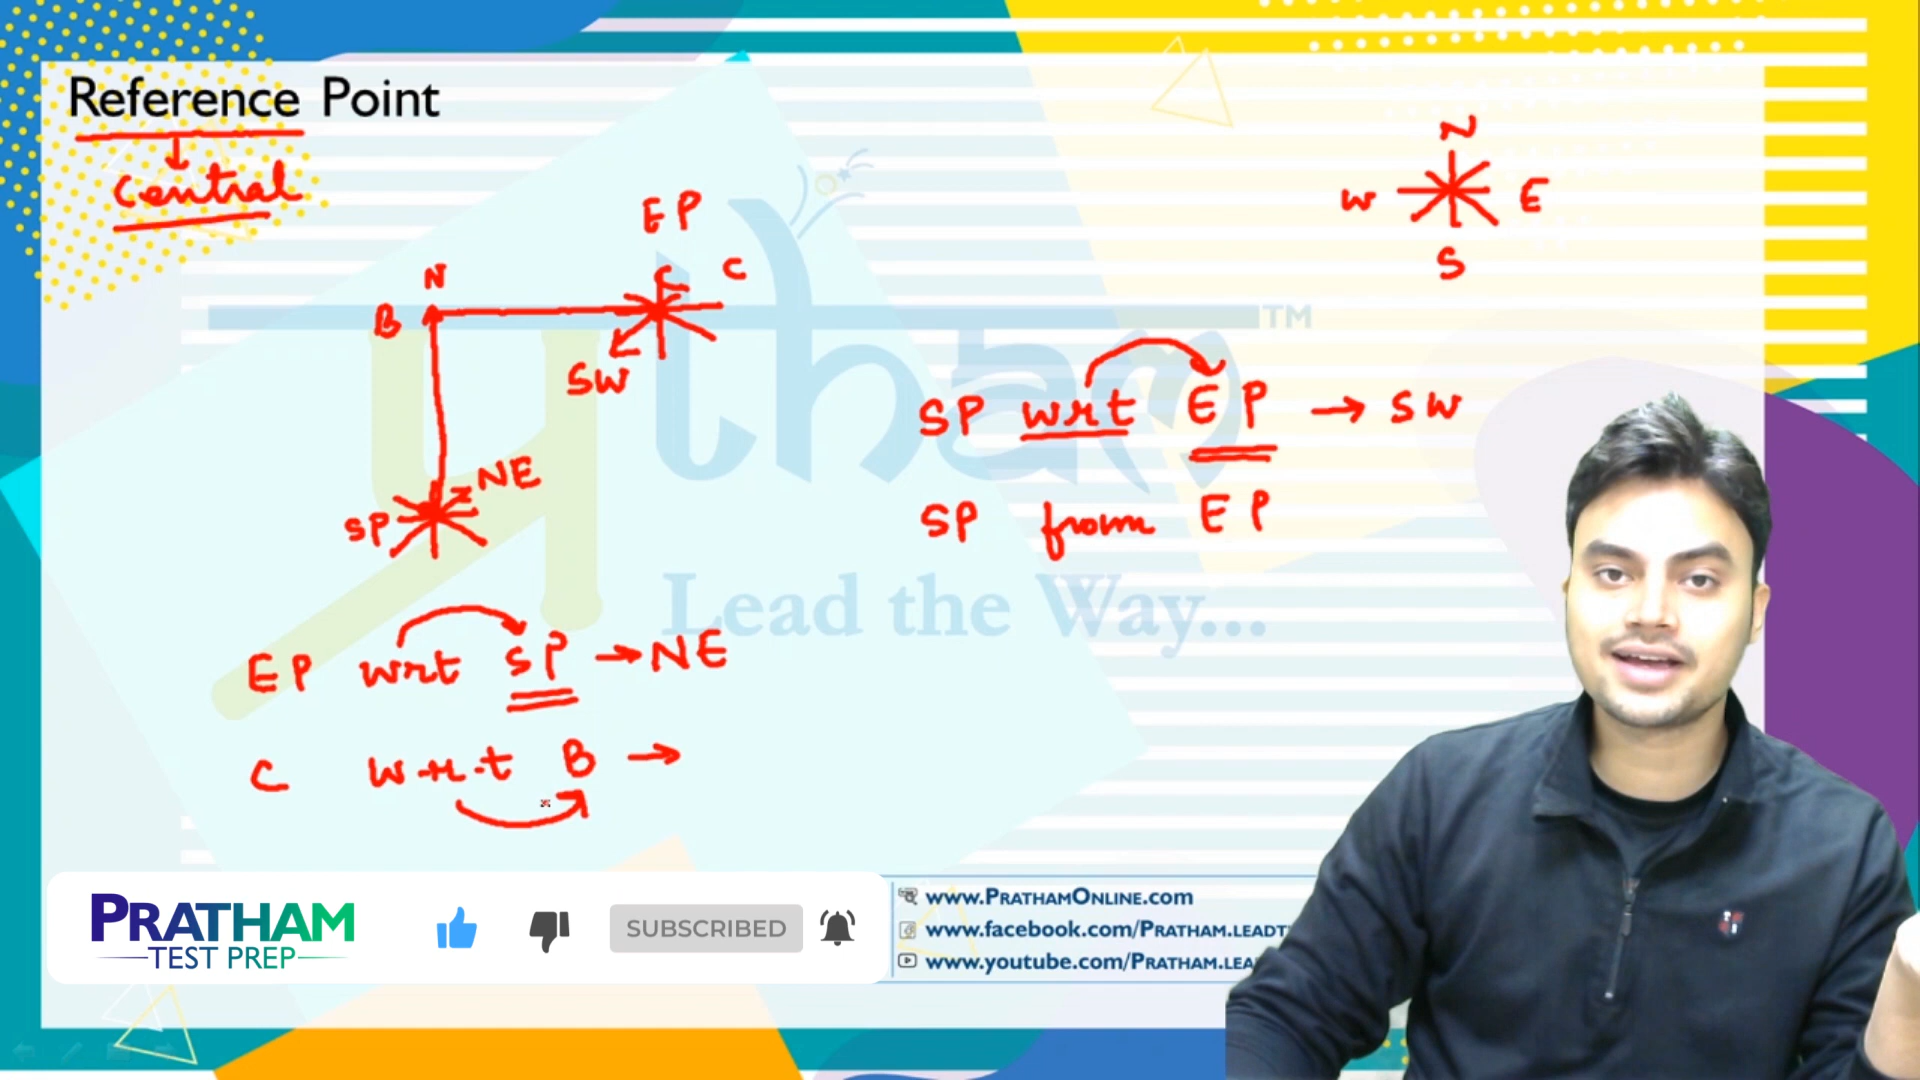 Reference Point
central
N
W E
S
EP
N
E C
B
SW
SP wrt EP → SW
NE
SP
SP from EP
Lead the Way...
प्रtham TM
EP wrt SP → NE
C w.r.t B →
PRATHAM
TEST PREP
SUBSCRIBED
www.PRATHAMONLINE.com
www.facebook.com/PRATHAM.LEADT
www.youtube.com/PRATHAM.LEA